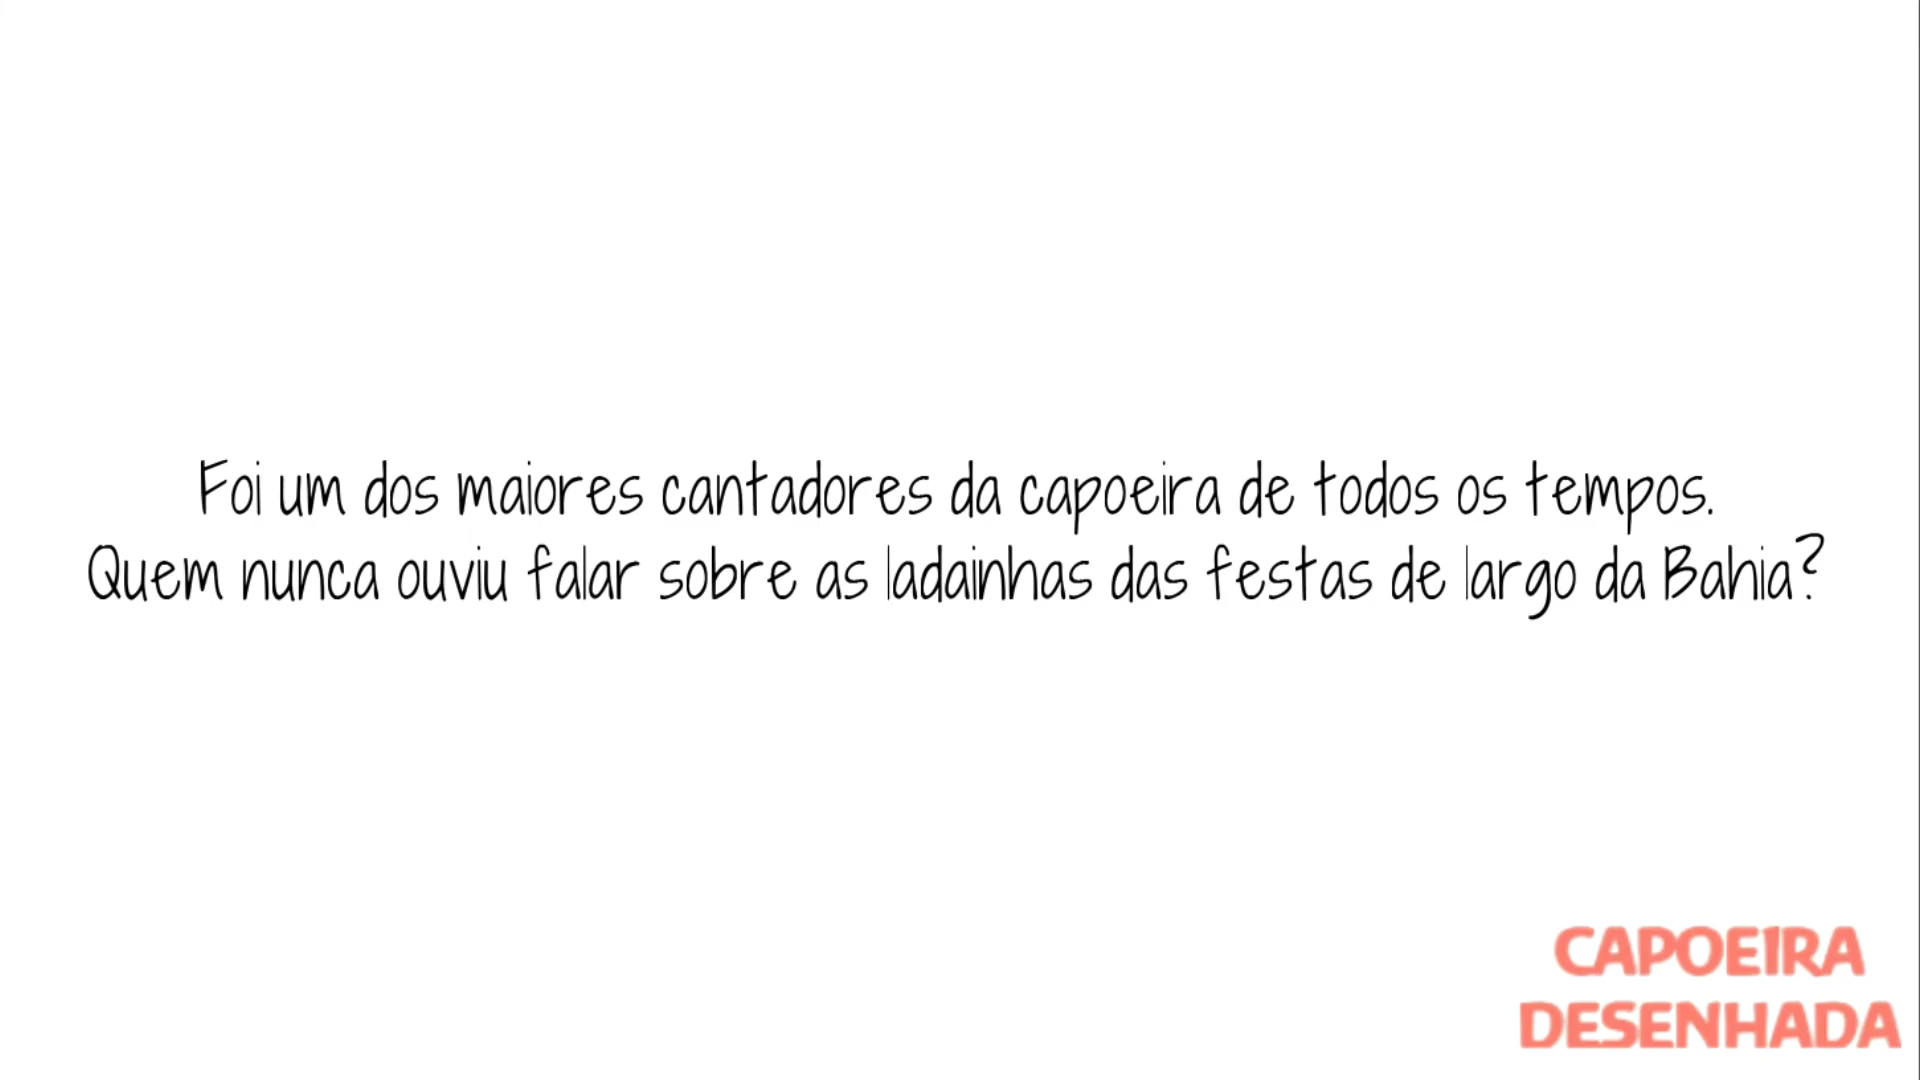 Foi um dos maiores cantadores da capoeira de todos os tempos.
Quem nunca ouviu falar sobre as ladainhas das festas de largo da Bahia?
CAPOEIRA
DESENHADA